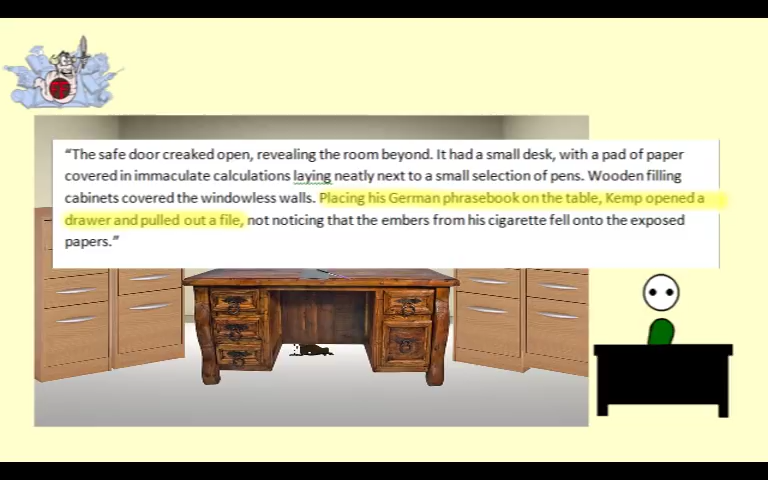 “The safe door creaked open, revealing the room beyond. It had a small desk, with a pad of paper
covered in immaculate calculations laying neatly next to a small selection of pens. Wooden filling
cabinets covered the windowless walls. Placing his German phrasebook on the table, Kemp opened a
drawer and pulled out a file, not noticing that the embers from his cigarette fell onto the exposed
papers.”